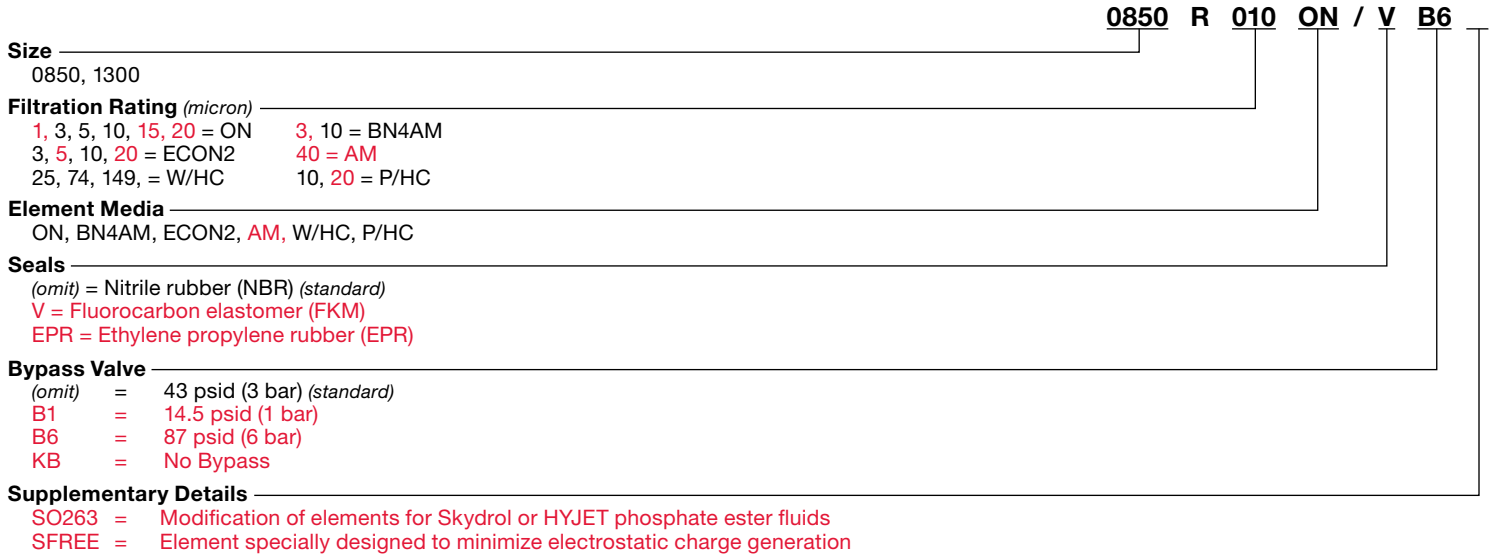 0850 R 010 ON / V B6 _
Size
0850, 1300
Filtration Rating (micron)
1, 3, 5, 10, 15, 20 = ON 3, 10 = BN4AM
3, 5, 10, 20 = ECON2 40 = AM
25, 74, 149, = W/HC 10, 20 = P/HC
Element Media
ON, BN4AM, ECON2, AM, W/HC, P/HC
Seals
(omit) = Nitrile rubber (NBR) (standard)
V = Fluorocarbon elastomer (FKM)
EPR = Ethylene propylene rubber (EPR)
Bypass Valve
(omit) = 43 psid (3 bar) (standard)
B1 = 14.5 psid (1 bar)
B6 = 87 psid (6 bar)
KB = No Bypass
Supplementary Details
SO263 = Modification of elements for Skydrol or HYJET phosphate ester fluids
SFREE = Element specially designed to minimize electrostatic charge generation